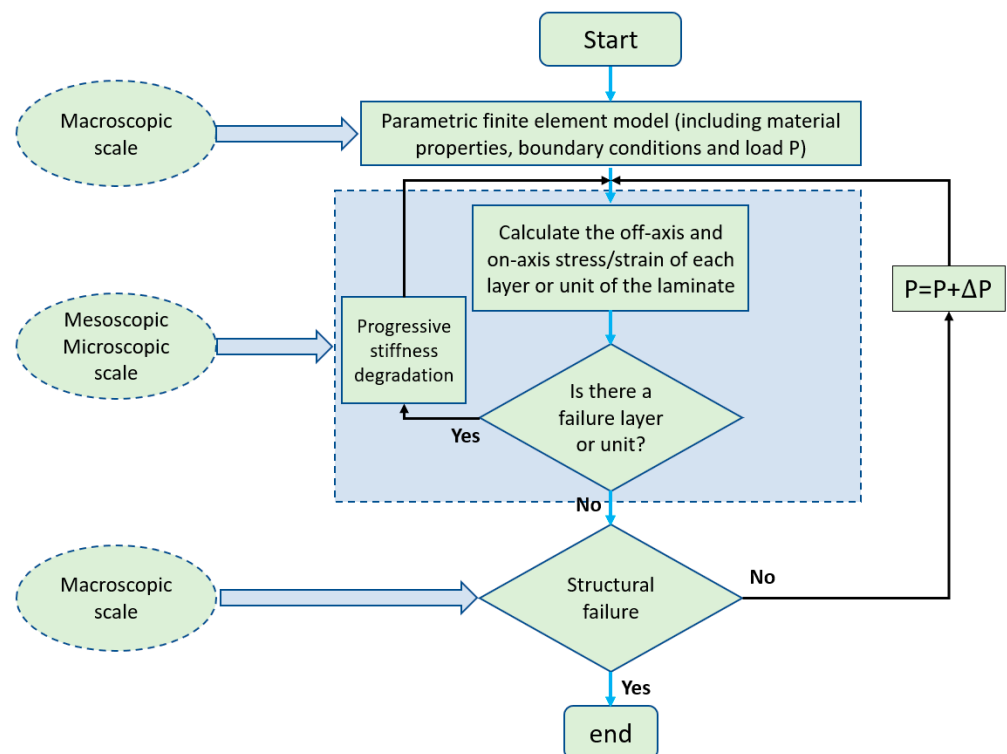 Start
Macroscopic
scale
Parametric finite element model (including material
properties, boundary conditions and load P)
Calculate the off-axis and
on-axis stress/strain of each
layer or unit of the laminate
P=P+ΔP
Mesoscopic
Microscopic
scale
Progressive
stiffness
degradation
Is there a
failure layer
or unit?
Yes
No
Macroscopic
scale
Structural
failure
No
Yes
end